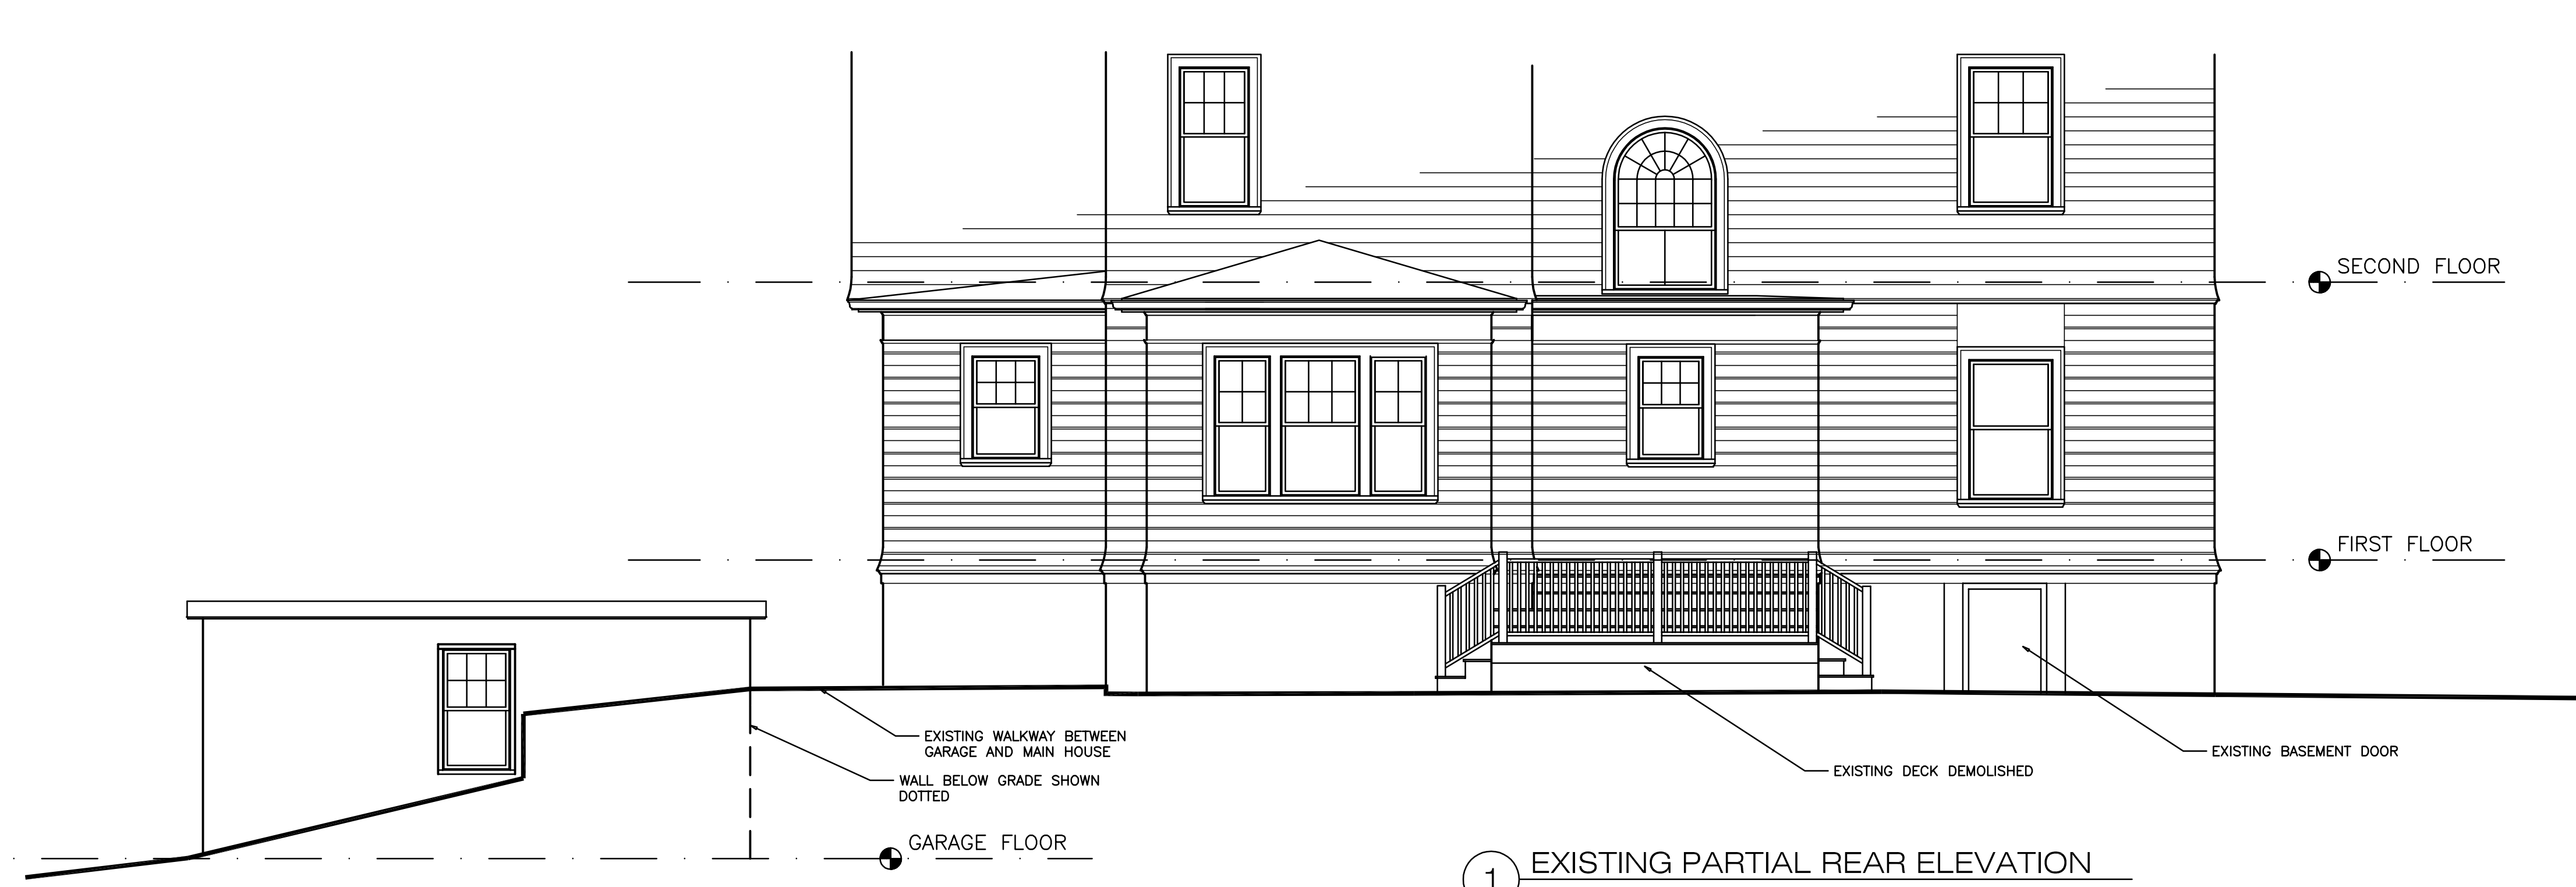 SECOND FLOOR
FIRST FLOOR
EXISTING WALKWAY BETWEEN
GARAGE AND MAIN HOUSE
WALL BELOW GRADE SHOWN
DOTTED
EXISTING DECK DEMOLISHED
EXISTING BASEMENT DOOR
GARAGE FLOOR
1 EXISTING PARTIAL REAR ELEVATION